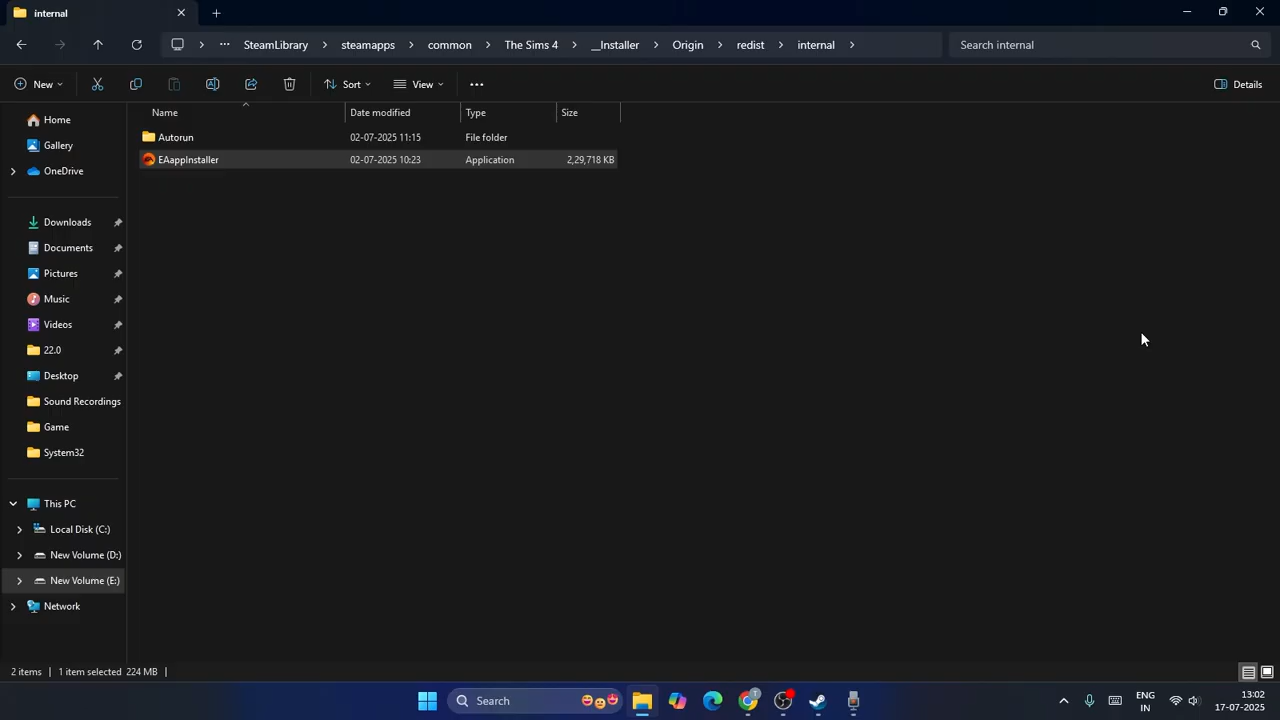 internal
SteamLibrary > steamapps > common > The Sims 4 > __Installer > Origin > redist > internal >
Search internal
New
Sort
View
Details
Name
Date modified
Type
Size
Autorun
02-07-2025 11:15
File folder
EAappInstaller
02-07-2025 10:23
Application
2,29,718 KB
Home
Gallery
OneDrive
Downloads
Documents
Pictures
Music
Videos
22.0
Desktop
Sound Recordings
Game
System32
This PC
Local Disk (C:)
New Volume (D:)
New Volume (E:)
Network
2 items
1 item selected 224 MB
Search
ENG
IN
13:02
17-07-2025